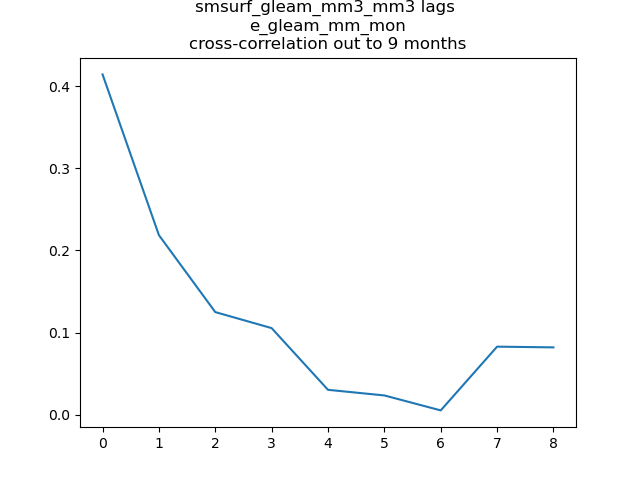 smsurf_gleam_mm3_mm3 lags
e_gleam_mm_mon
cross-correlation out to 9 months
0.4
0.3
0.2
0.1
0.0
0 1 2 3 4 5 6 7 8